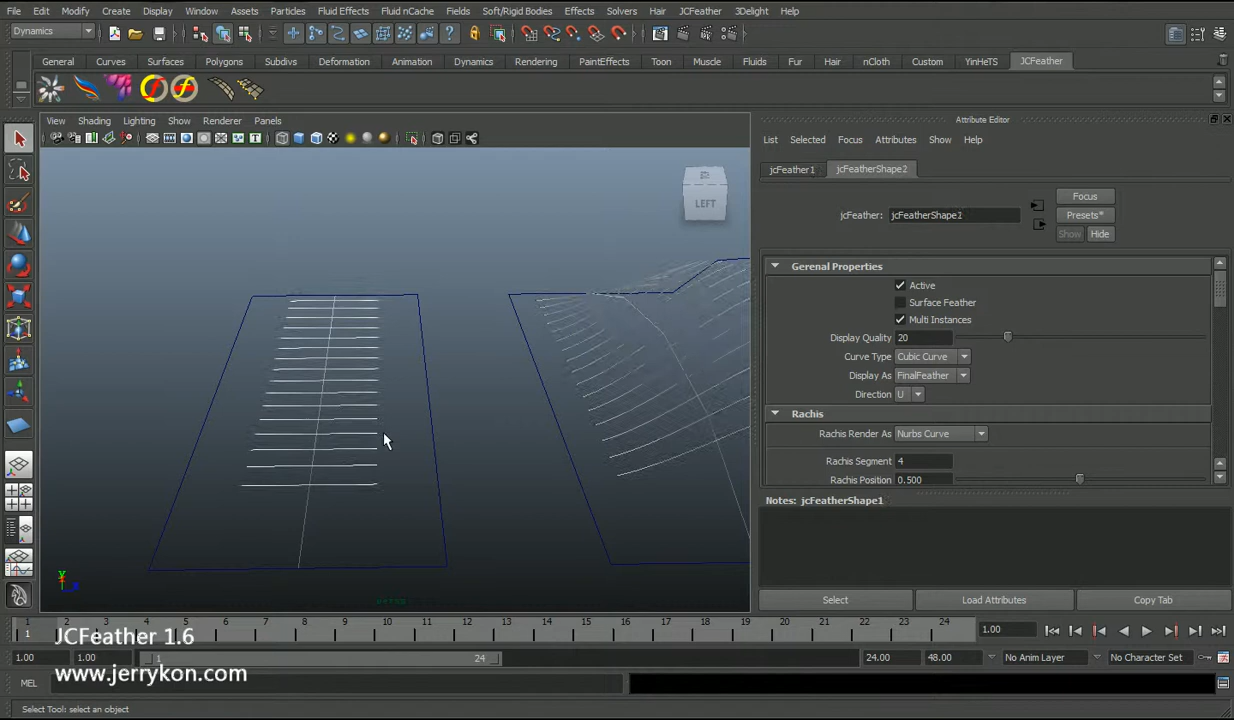 File Edit Modify Create Display Window Assets Particles Fluid Effects Fluid nCache Fields Soft/Rigid Bodies Effects Solvers Hair JCFeather 3Delight Help
Dynamics
General Curves Surfaces Polygons Subdivs Deformation Animation Dynamics Rendering PaintEffects Toon Muscle Fluids Fur Hair nCloth Custom YinHeTS JCFeather
View Shading Lighting Show Renderer Panels
Attribute Editor
List Selected Focus Attributes Show Help
jcFeather1 jcFeatherShape2
LEFT
Focus
jcFeather: jcFeatherShape2
Presets*
Show Hide
Gerenal Properties
Active
Surface Feather
Multi Instances
Display Quality 20
Curve Type Cubic Curve
Display As FinalFeather
Direction U
Rachis
Rachis Render As Nurbs Curve
Rachis Segment 4
Rachis Position 0.500
Notes: jcFeatherShape1
persp
Select Load Attributes Copy Tab
1 2 3 4 5 6 7 8 9 10 11 12 13 14 15 16 17 18 19 20 21 22 23 24
1 1.00
JCFeather 1.6
1.00 1.00 1 24 24.00 48.00 No Anim Layer No Character Set
www.jerrykon.com
MEL
Select Tool: select an object